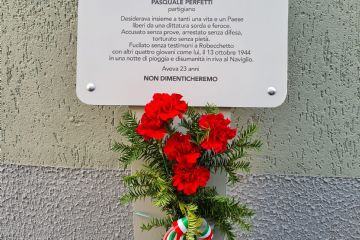 PASQUALE PERFETTI
partigiano
Desiderava insieme a tanti una vita e un Paese
liberi da una dittatura sorda e feroce.
Accusato senza prove, arrestato senza difesa,
torturato senza pietà.
Fucilato senza testimoni a Robecchetto
con altri quattro giovani come lui, il 13 ottobre 1944
in una notte di pioggia e disumanità in riva al Naviglio.
Aveva 23 anni
NON DIMENTICHEREMO